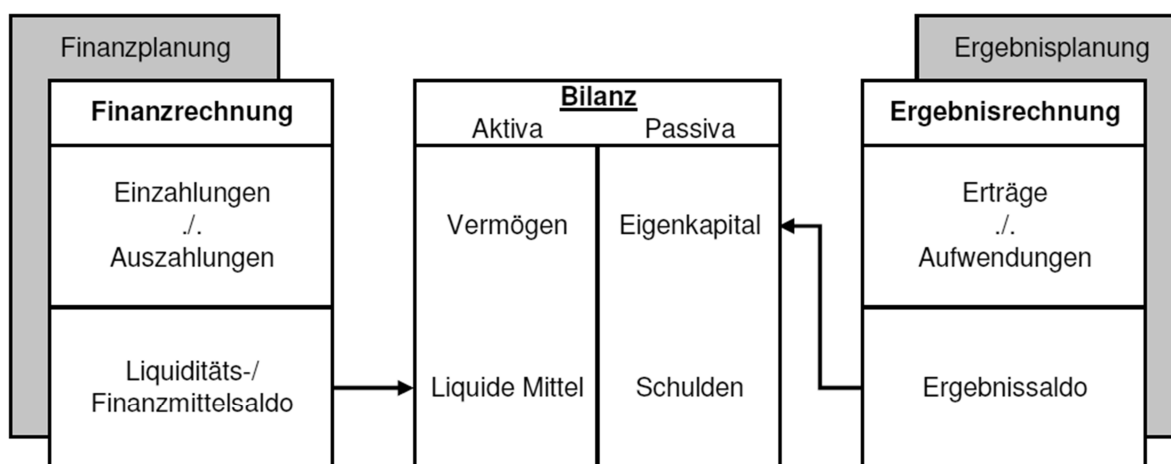 Finanzplanung
Finanzrechnung
Einzahlungen
./.
Auszahlungen
Liquiditäts-/
Finanzmittelsaldo
Bilanz
Aktiva
Passiva
Vermögen
Eigenkapital
Liquide Mittel
Schulden
Ergebnisplanung
Ergebnisrechnung
Erträge
./.
Aufwendungen
Ergebnissaldo